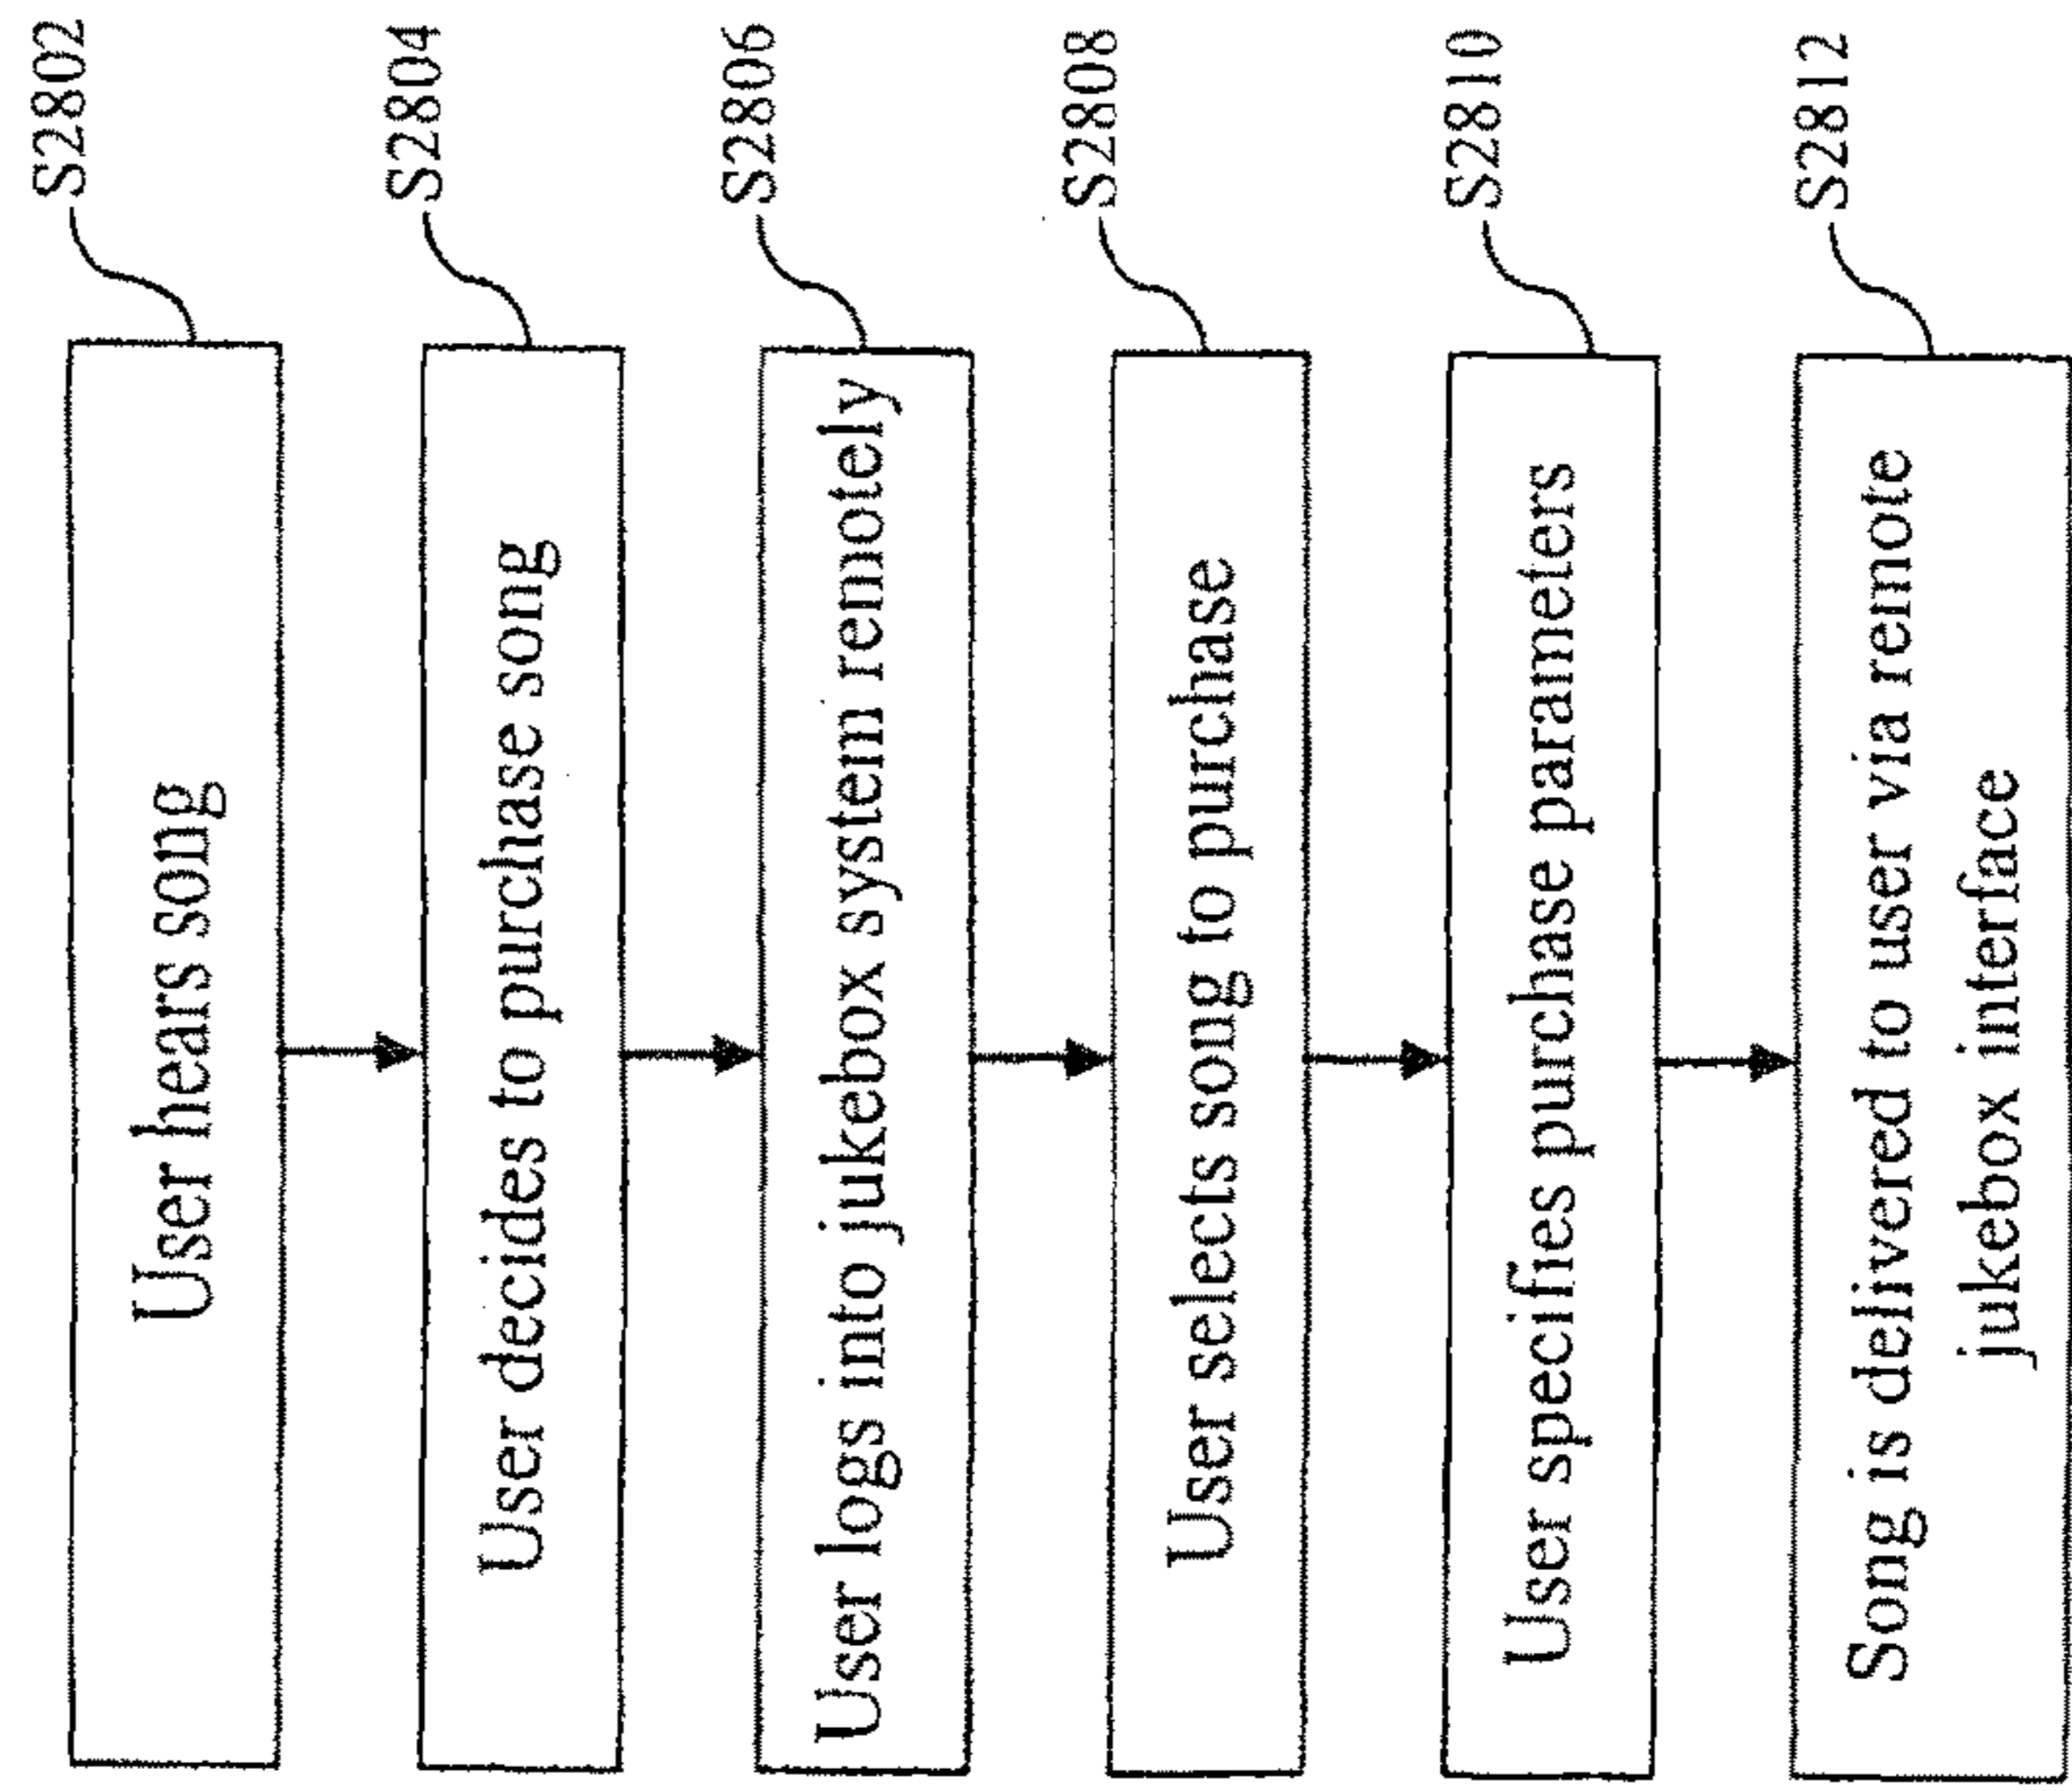 User hears song
S2802
User decides to purchase song
S2804
User logs into jukebox system remotely
S2806
User selects song to purchase
S2808
User specifies purchase parameters
S2810
Song is delivered to user via remote
jukebox interface
S2812